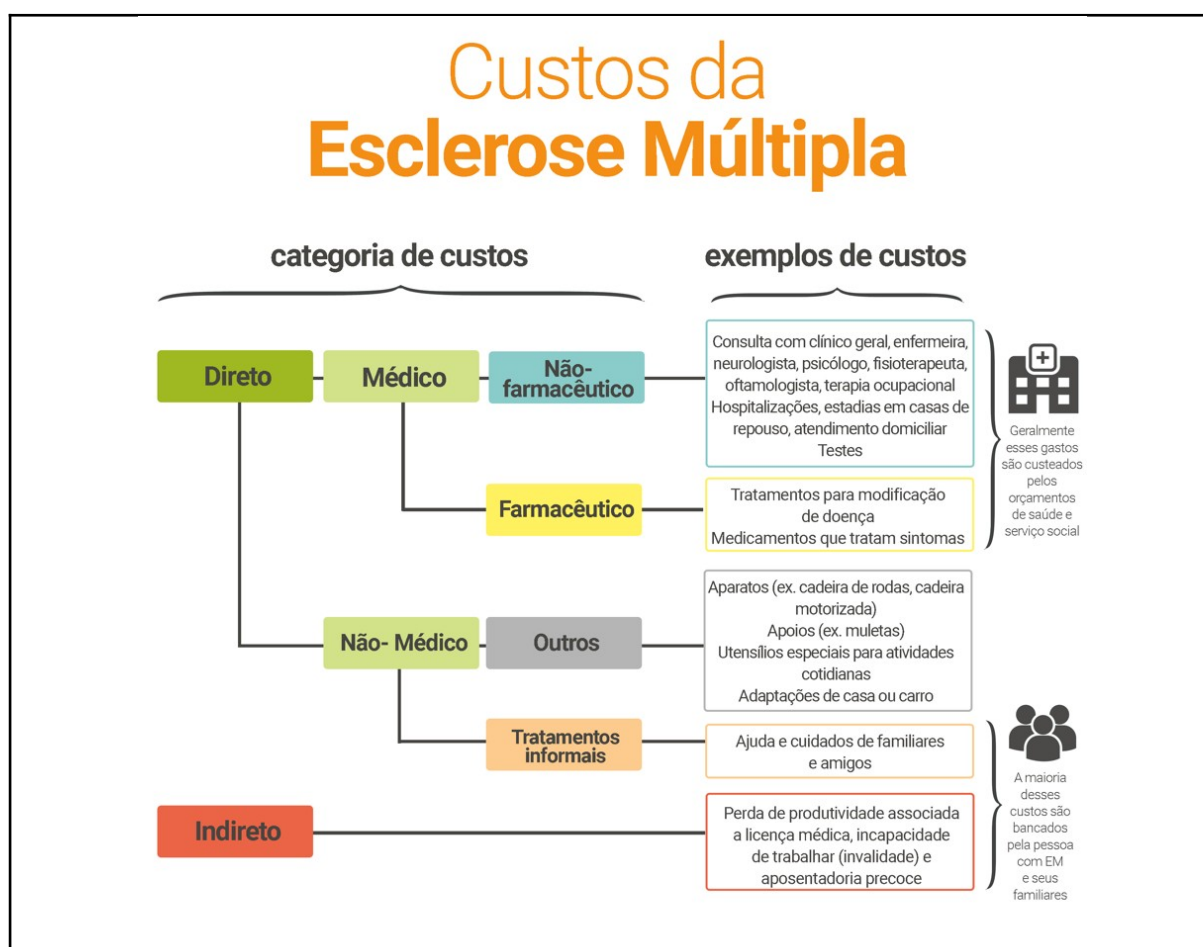 Custos da
Esclerose Múltipla
categoria de custos
exemplos de custos
Direto
Médico
Não-
farmacêutico
Consulta com clínico geral, enfermeira,
neurologista, psicólogo, fisioterapeuta,
oftamologista, terapia ocupacional
Hospitalizações, estadias em casas de
repouso, atendimento domiciliar
Testes
Geralmente
esses gastos
são custeados
pelos
orçamentos
de saúde e
serviço social
Farmacêutico
Tratamentos para modificação
de doença
Medicamentos que tratam sintomas
Não- Médico
Outros
Aparatos (ex. cadeira de rodas, cadeira
motorizada)
Apoios (ex. muletas)
Utensílios especiais para atividades
cotidianas
Adaptações de casa ou carro
Tratamentos
informais
Ajuda e cuidados de familiares
e amigos
A maioria
desses
custos são
bancados
pela pessoa
com EM
e seus
familiares
Indireto
Perda de produtividade associada
a licença médica, incapacidade
de trabalhar (invalidade) e
aposentadoria precoce